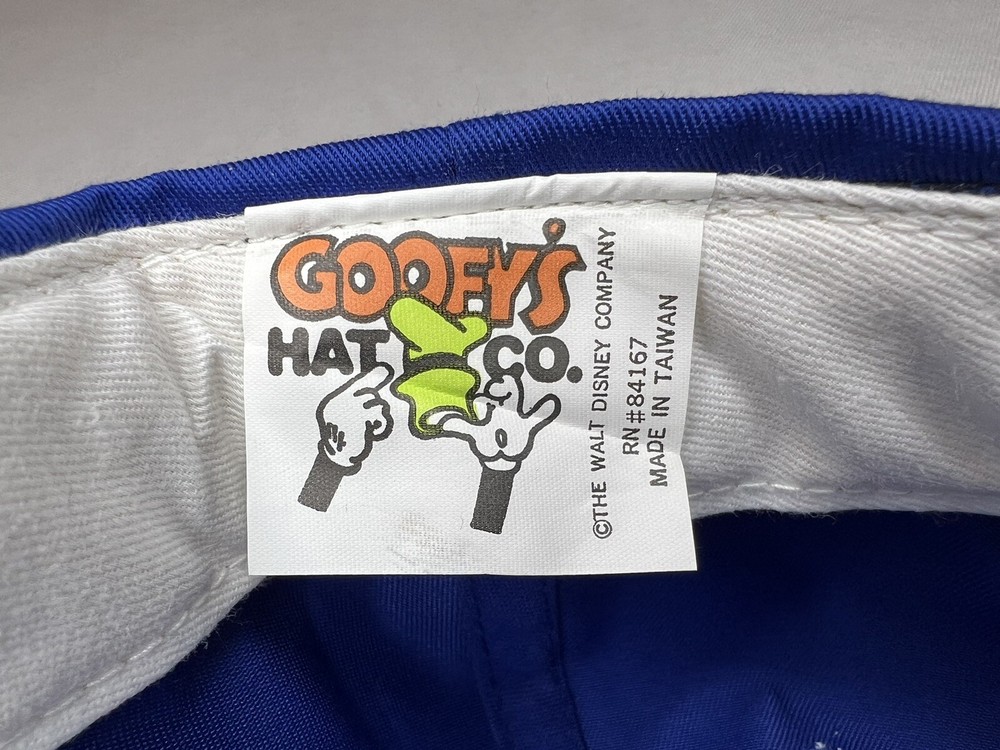 GOOFY'S
HAT CO.
©THE WALT DISNEY COMPANY
RN#84167
MADE IN TAIWAN